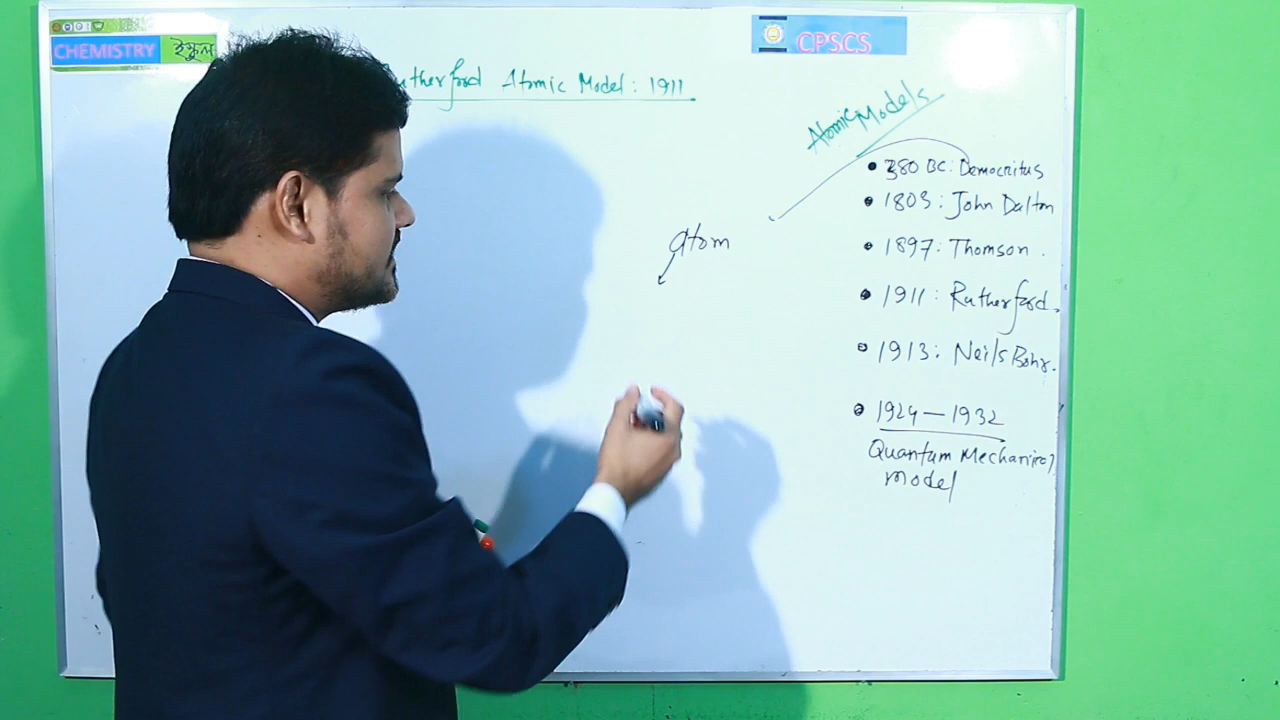 CHEMISTRY ইস্কুল
CPSCS
Rutherford Atomic Model: 1911
Atomic Models
• 380 BC: Democritus
• 1803: John Dalton
• 1897: Thomson.
• 1911: Rutherford.
• 1913: Neils Bohr.
• 1924-1932
Quantum Mechanical
model
Atom